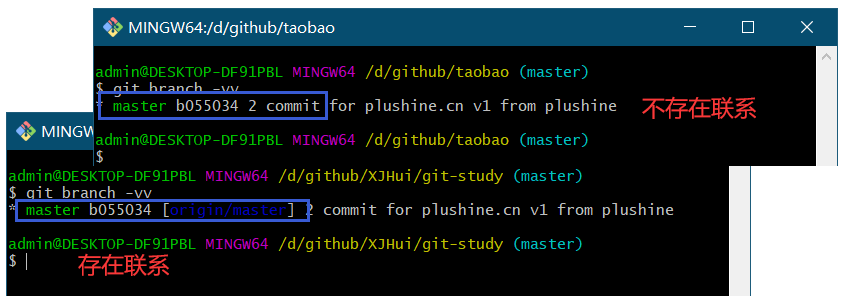 MINGW64:/d/github/taobao
admin@DESKTOP-DF91PBL MINGW64 /d/github/taobao (master)
$ git branch -vv
* master b055034 2 commit for plushine.cn v1 from plushine
不存在联系
admin@DESKTOP-DF91PBL MINGW64 /d/github/taobao (master)
$
MINGW
admin@DESKTOP-DF91PBL MINGW64 /d/github/XJHui/git-study (master)
$ git branch -vv
* master b055034 [origin/master] 2 commit for plushine.cn v1 from plushine
admin@DESKTOP-DF91PBL MINGW64 /d/github/XJHui/git-study (master)
$
存在联系